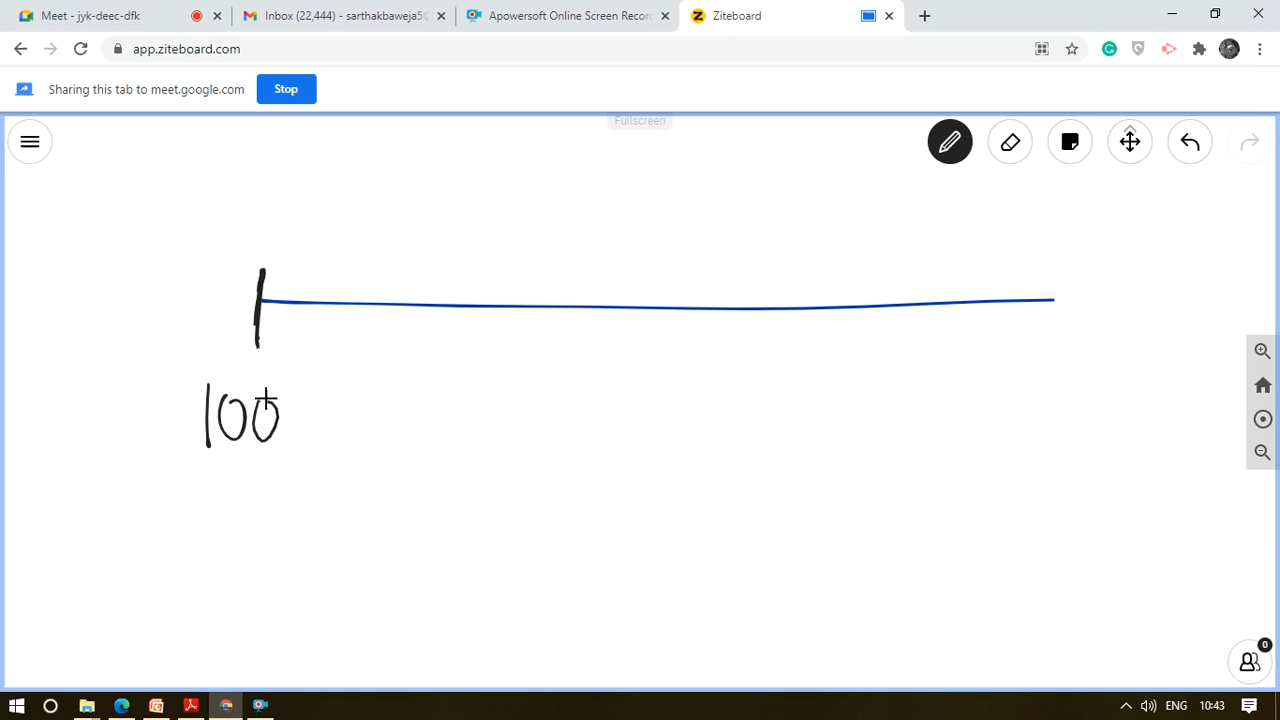 Meet - jyk-deec-dfk
Inbox (22,444) - sarthakbaweja5
Apowersoft Online Screen Record
Ziteboard
app.ziteboard.com
Sharing this tab to meet.google.com
Stop
Fullscreen
100
0
ENG
10:43